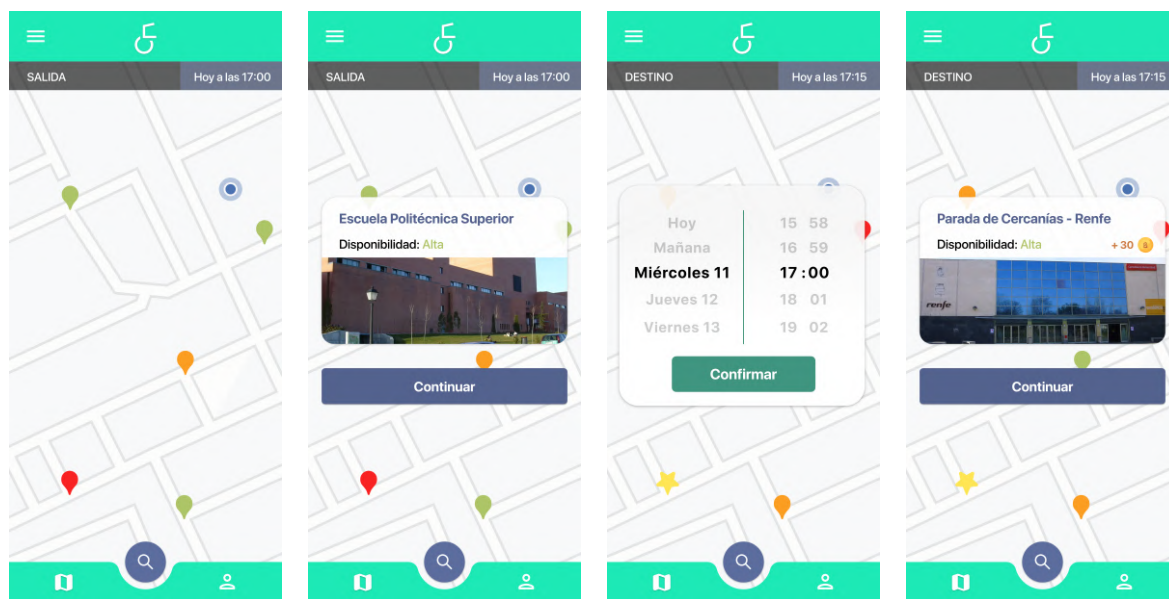 SALIDA Hoy a las 17:00
SALIDA Hoy a las 17:00
Escuela Politécnica Superior
Disponibilidad: Alta
Continuar
DESTINO Hoy a las 17:15
Hoy 15 58
Mañana 16 59
Miércoles 11 17 : 00
Jueves 12 18 01
Viernes 13 19 02
Confirmar
DESTINO Hoy a las 17:15
Parada de Cercanías - Renfe
Disponibilidad: Alta + 30
renfe
Continuar